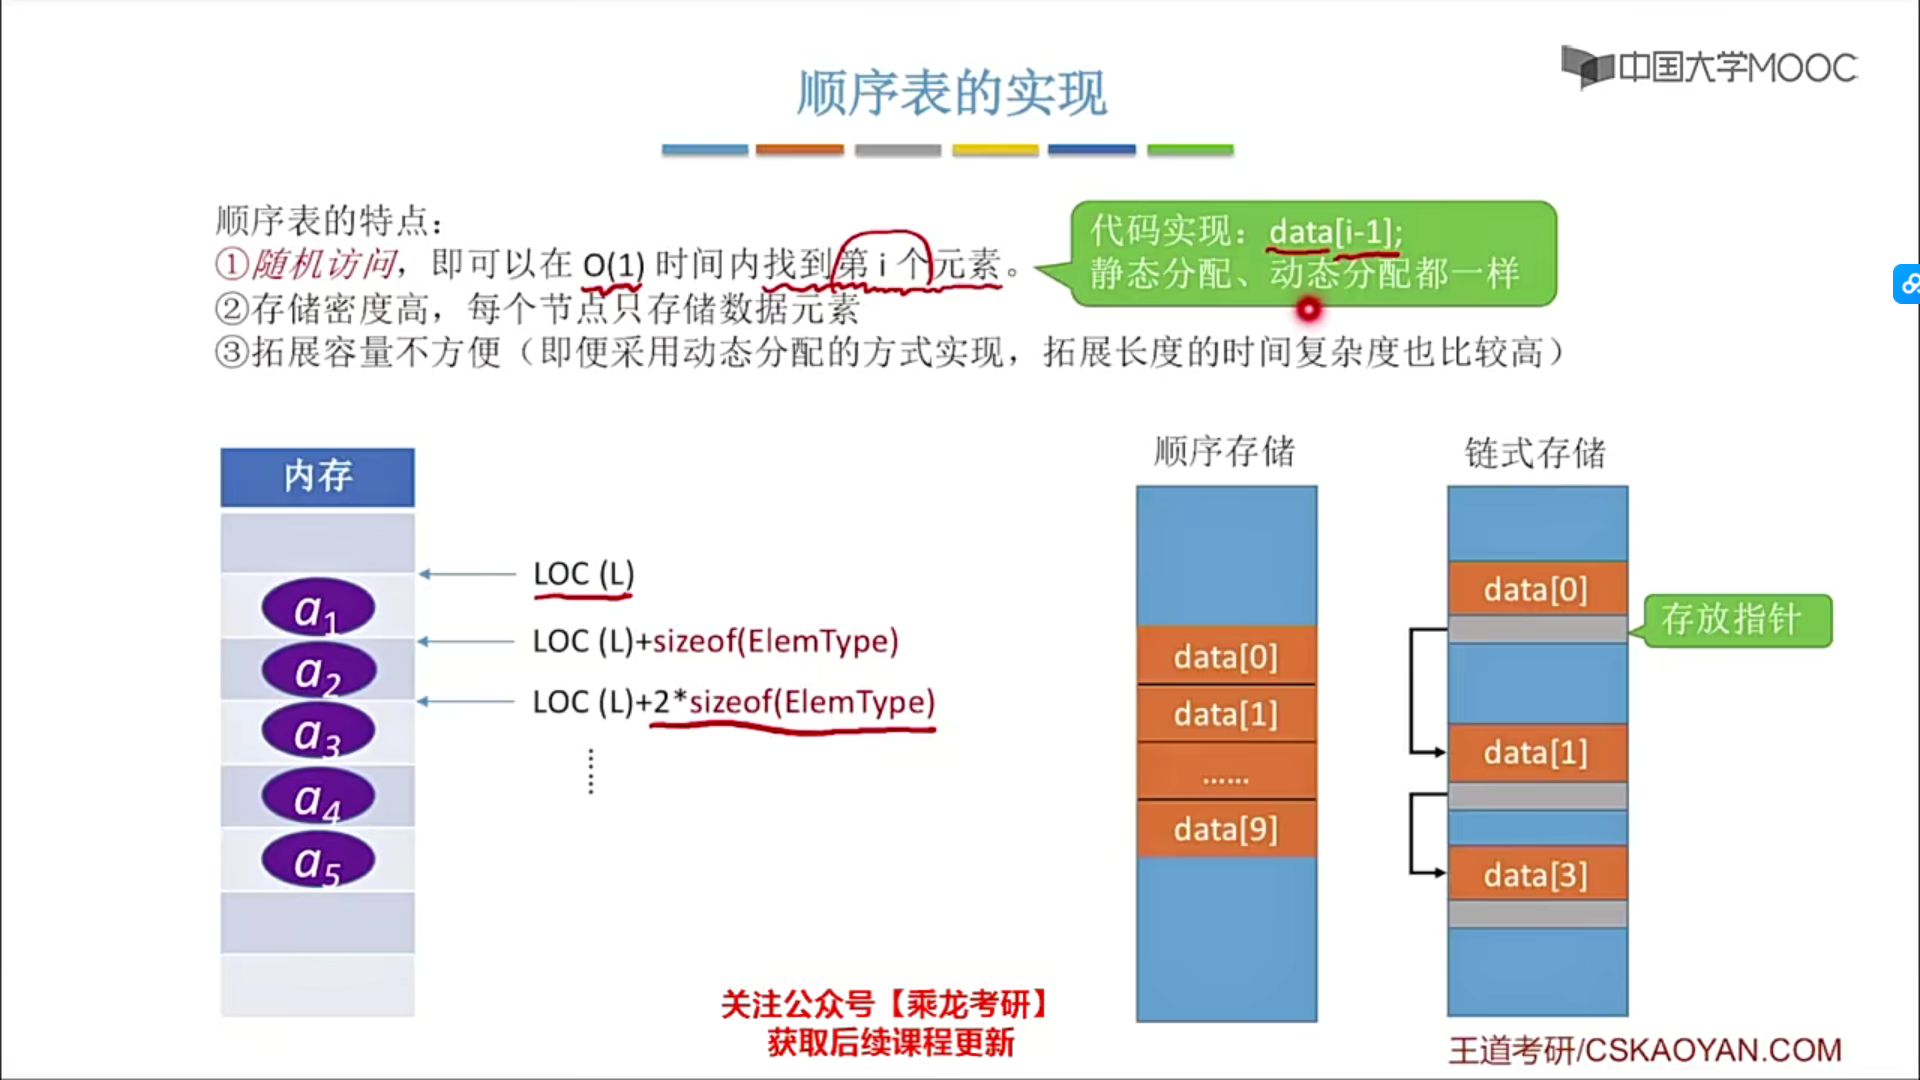 中国大学MOOC
顺序表的实现
顺序表的特点：
①随机访问，即可以在 O(1) 时间内找到第 i 个元素。
代码实现：data[i-1];
静态分配、动态分配都一样
②存储密度高，每个节点只存储数据元素
③拓展容量不方便（即便采用动态分配的方式实现，拓展长度的时间复杂度也比较高）
内存
a1
a2
a3
a4
a5
LOC (L)
LOC (L)+sizeof(ElemType)
LOC (L)+2*sizeof(ElemType)
顺序存储
data[0]
data[1]
……
data[9]
链式存储
data[0]
存放指针
data[1]
data[3]
关注公众号【乘龙考研】
获取后续课程更新
王道考研/CSKAOYAN.COM